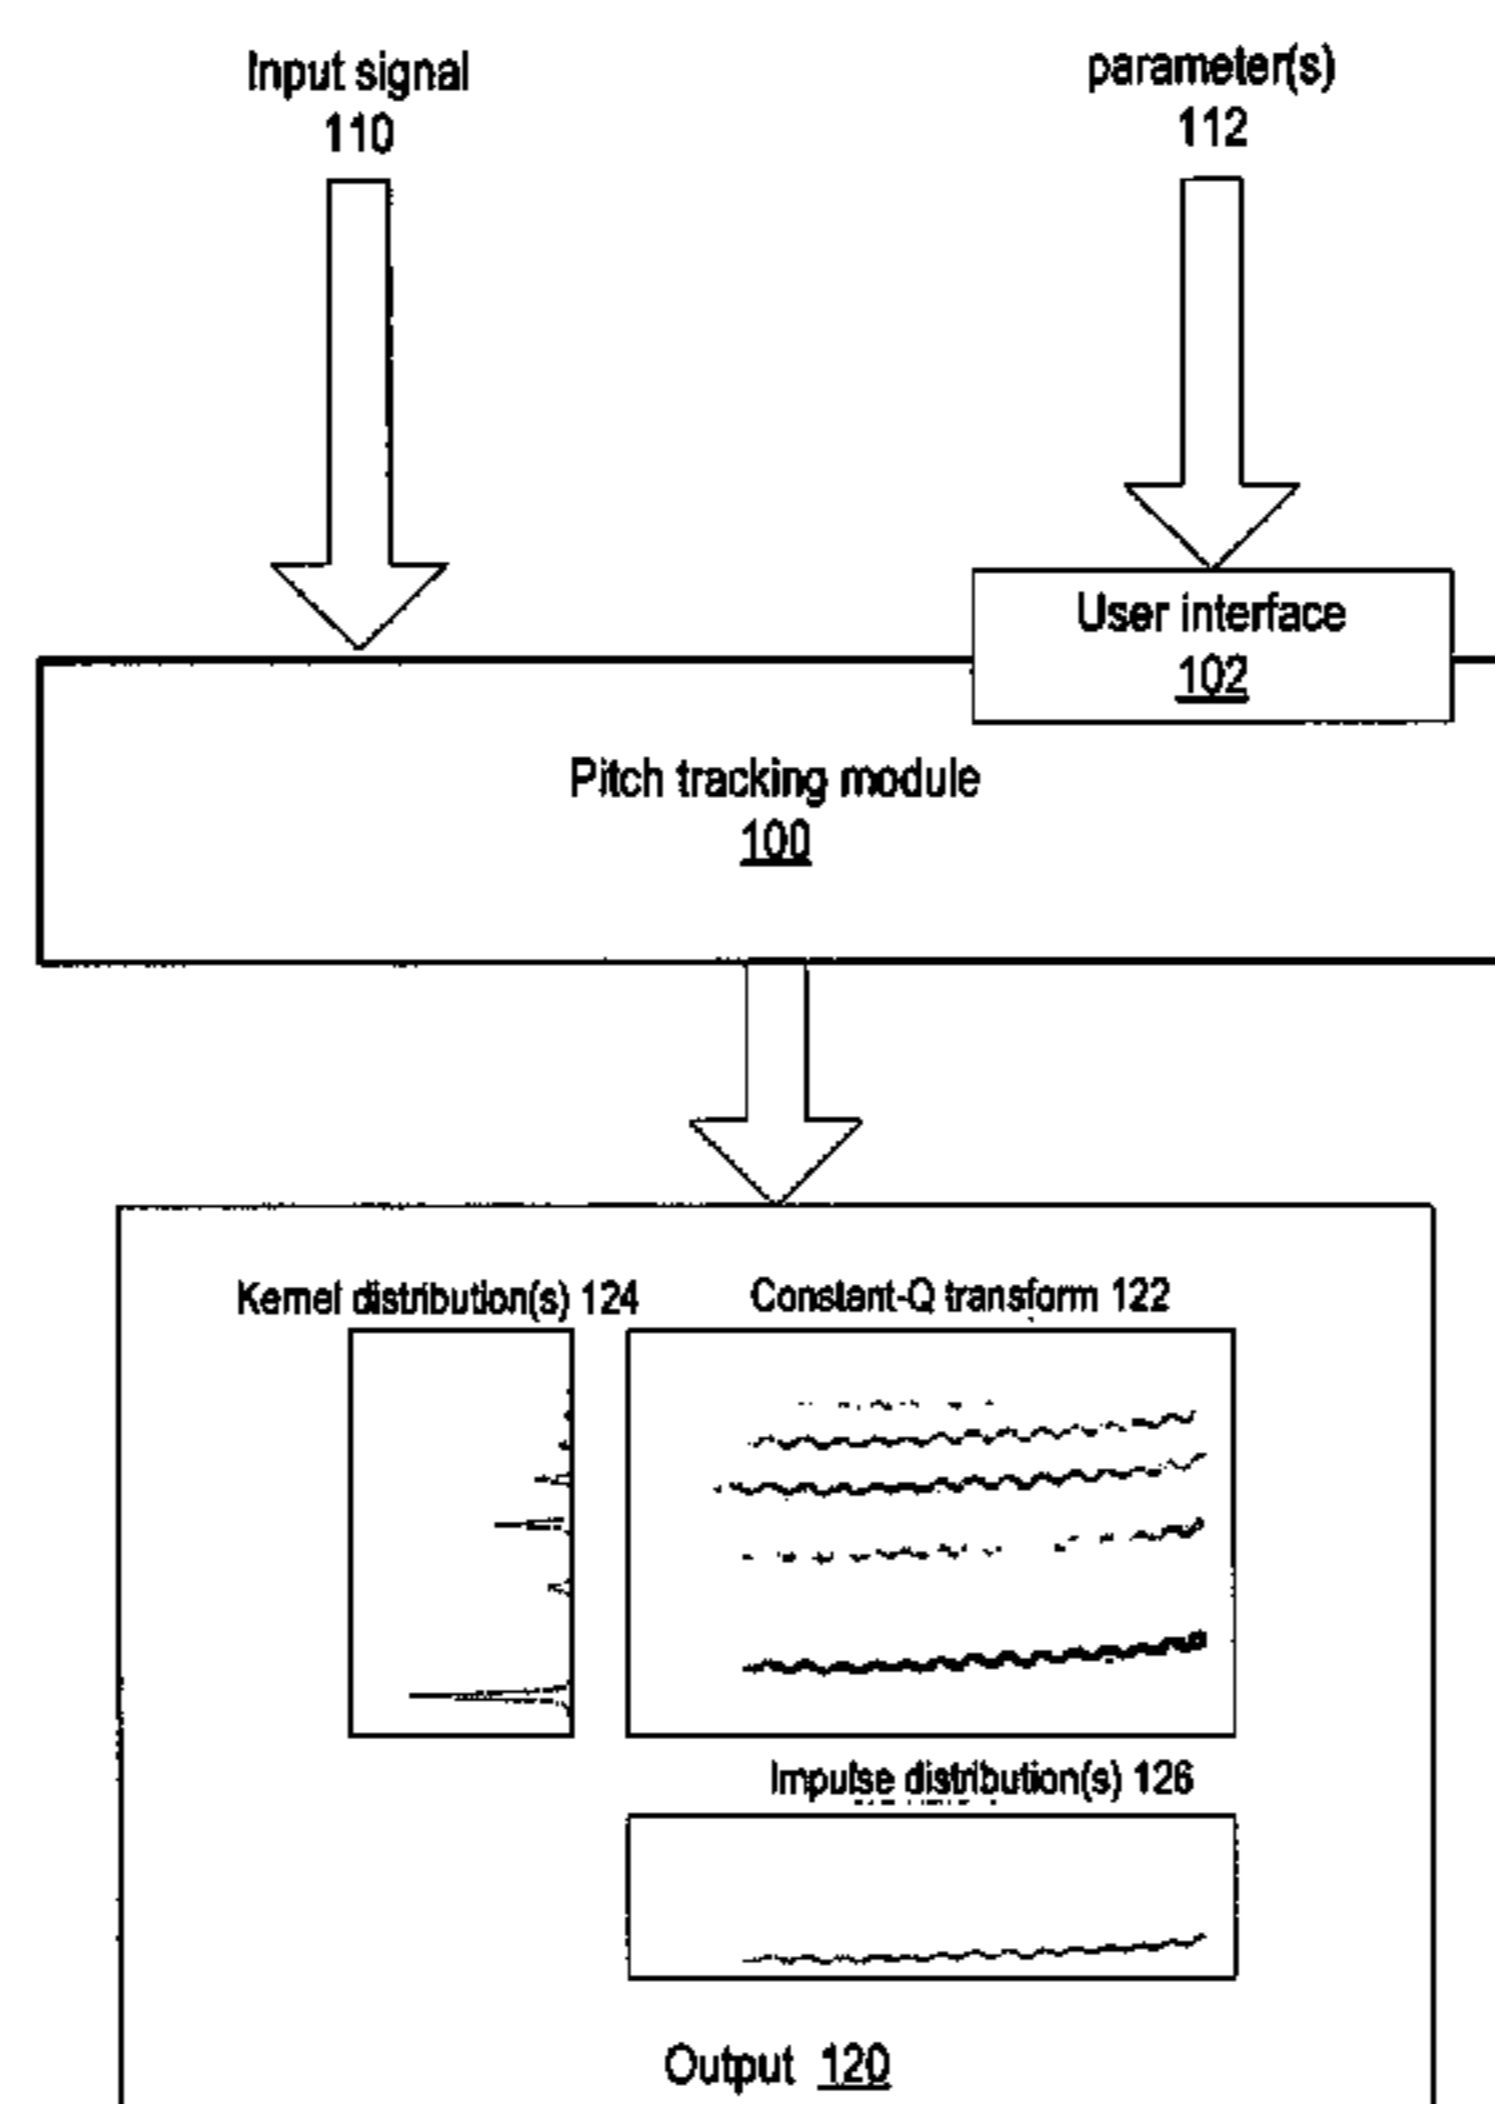 Input signal
110
parameter(s)
112
User interface
102
Pitch tracking module
100
Kernel distribution(s) 124
Constant-Q transform 122
Impulse distribution(s) 126
Output 120